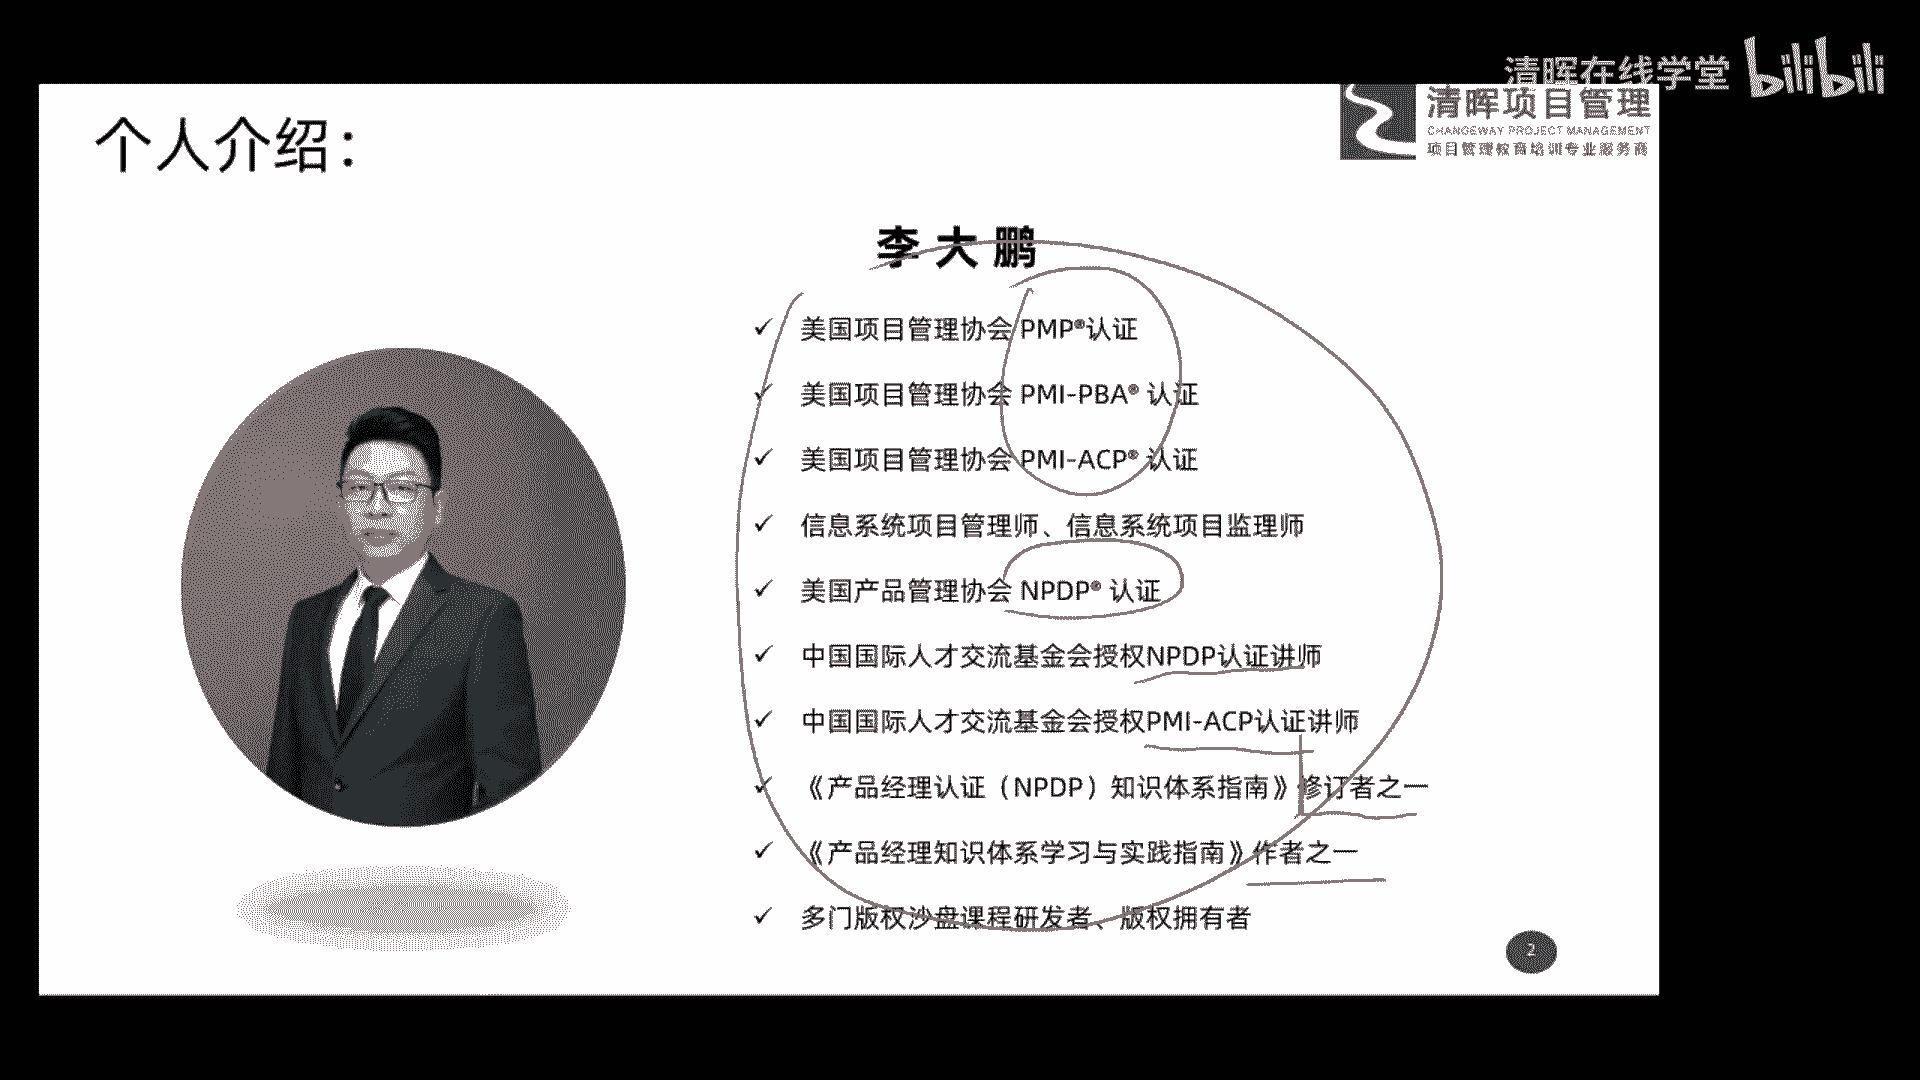 清晖在线学堂 bilibili
个人介绍：
清晖项目管理
CHANGEWAY PROJECT MANAGEMENT
项目管理教育培训专业服务商
李大鹏
✓ 美国项目管理协会 PMP®认证
✓ 美国项目管理协会 PMI-PBA® 认证
✓ 美国项目管理协会 PMI-ACP® 认证
✓ 信息系统项目管理师、信息系统项目监理师
✓ 美国产品管理协会 NPDP® 认证
✓ 中国国际人才交流基金会授权NPDP认证讲师
✓ 中国国际人才交流基金会授权PMI-ACP认证讲师
✓ 《产品经理认证（NPDP）知识体系指南》修订者之一
✓ 《产品经理知识体系学习与实践指南》作者之一
✓ 多门版权沙盘课程研发者、版权拥有者
2